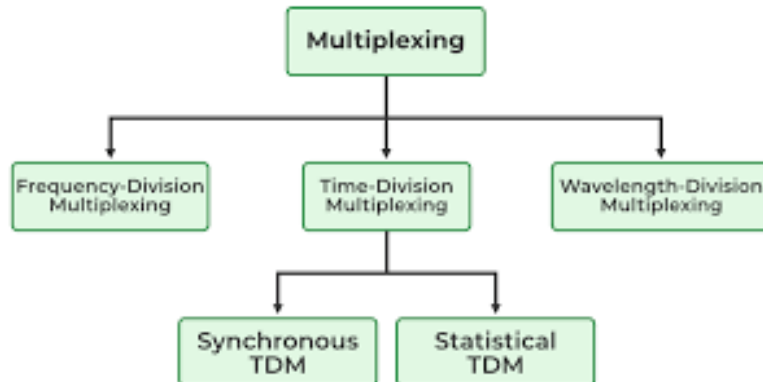 Multiplexing
Frequency-Division
Multiplexing
Time-Division
Multiplexing
Wavelength-Division
Multiplexing
Synchronous
TDM
Statistical
TDM